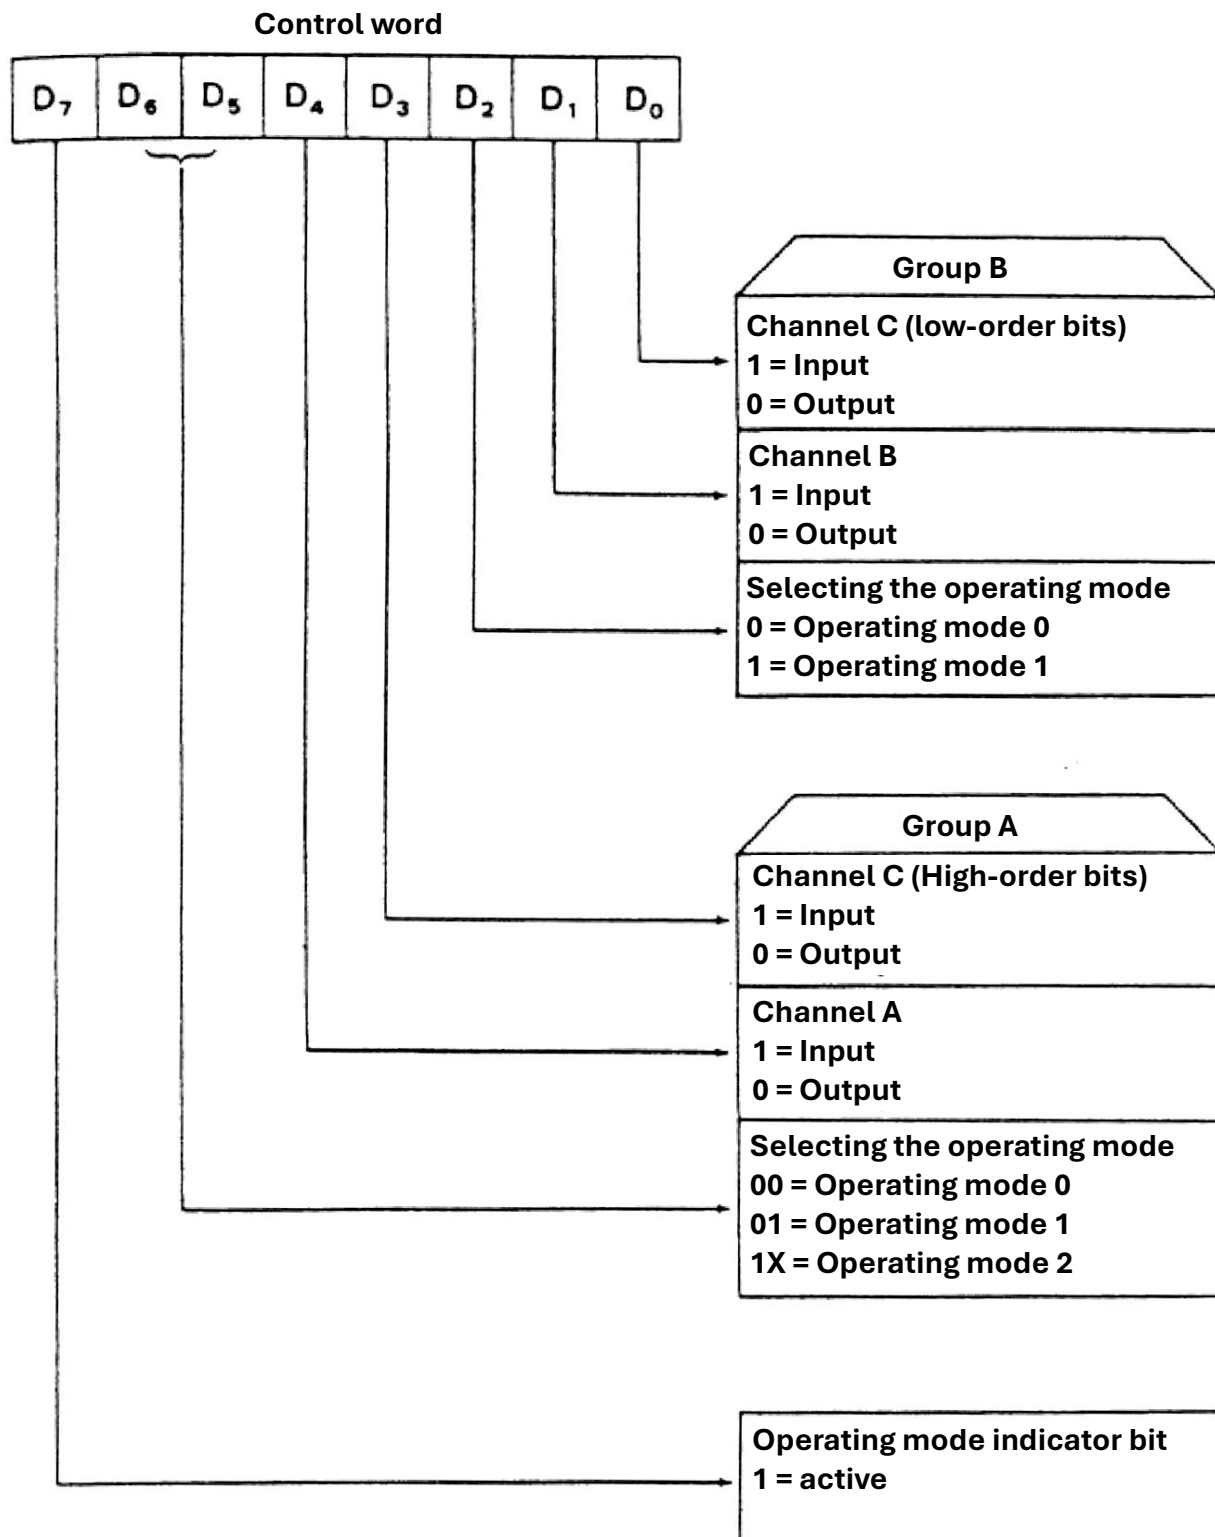 Control word
D₇ D₆ D₅ D₄ D₃ D₂ D₁ D₀
Group B
Channel C (low-order bits)
1 = Input
0 = Output
Channel B
1 = Input
0 = Output
Selecting the operating mode
0 = Operating mode 0
1 = Operating mode 1
Group A
Channel C (High-order bits)
1 = Input
0 = Output
Channel A
1 = Input
0 = Output
Selecting the operating mode
00 = Operating mode 0
01 = Operating mode 1
1X = Operating mode 2
Operating mode indicator bit
1 = active